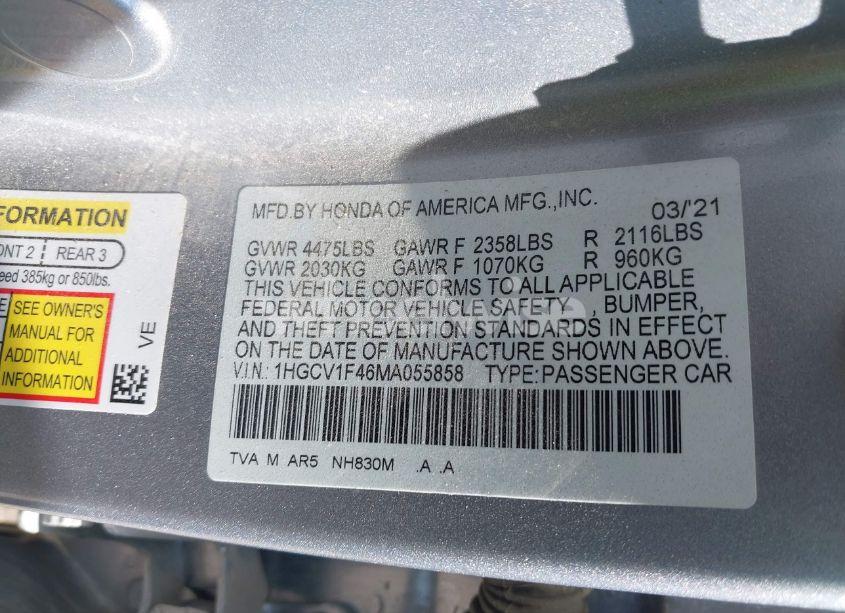 FORMATION
ONT 2 REAR 3
eed 385kg or 850lbs.
E SEE OWNER'S
MANUAL FOR
ADDITIONAL
INFORMATION
VE
MFD.BY HONDA OF AMERICA MFG.,INC. 03/'21
GVWR 4475LBS GAWR F 2358LBS R 2116LBS
GVWR 2030KG GAWR F 1070KG R 960KG
THIS VEHICLE CONFORMS TO ALL APPLICABLE
FEDERAL MOTOR VEHICLE SAFETY , BUMPER,
AND THEFT PREVENTION STANDARDS IN EFFECT
ON THE DATE OF MANUFACTURE SHOWN ABOVE.
V.I.N.: 1HGCV1F46MA055858 TYPE:PASSENGER CAR
TVA M AR5 NH830M .A .A